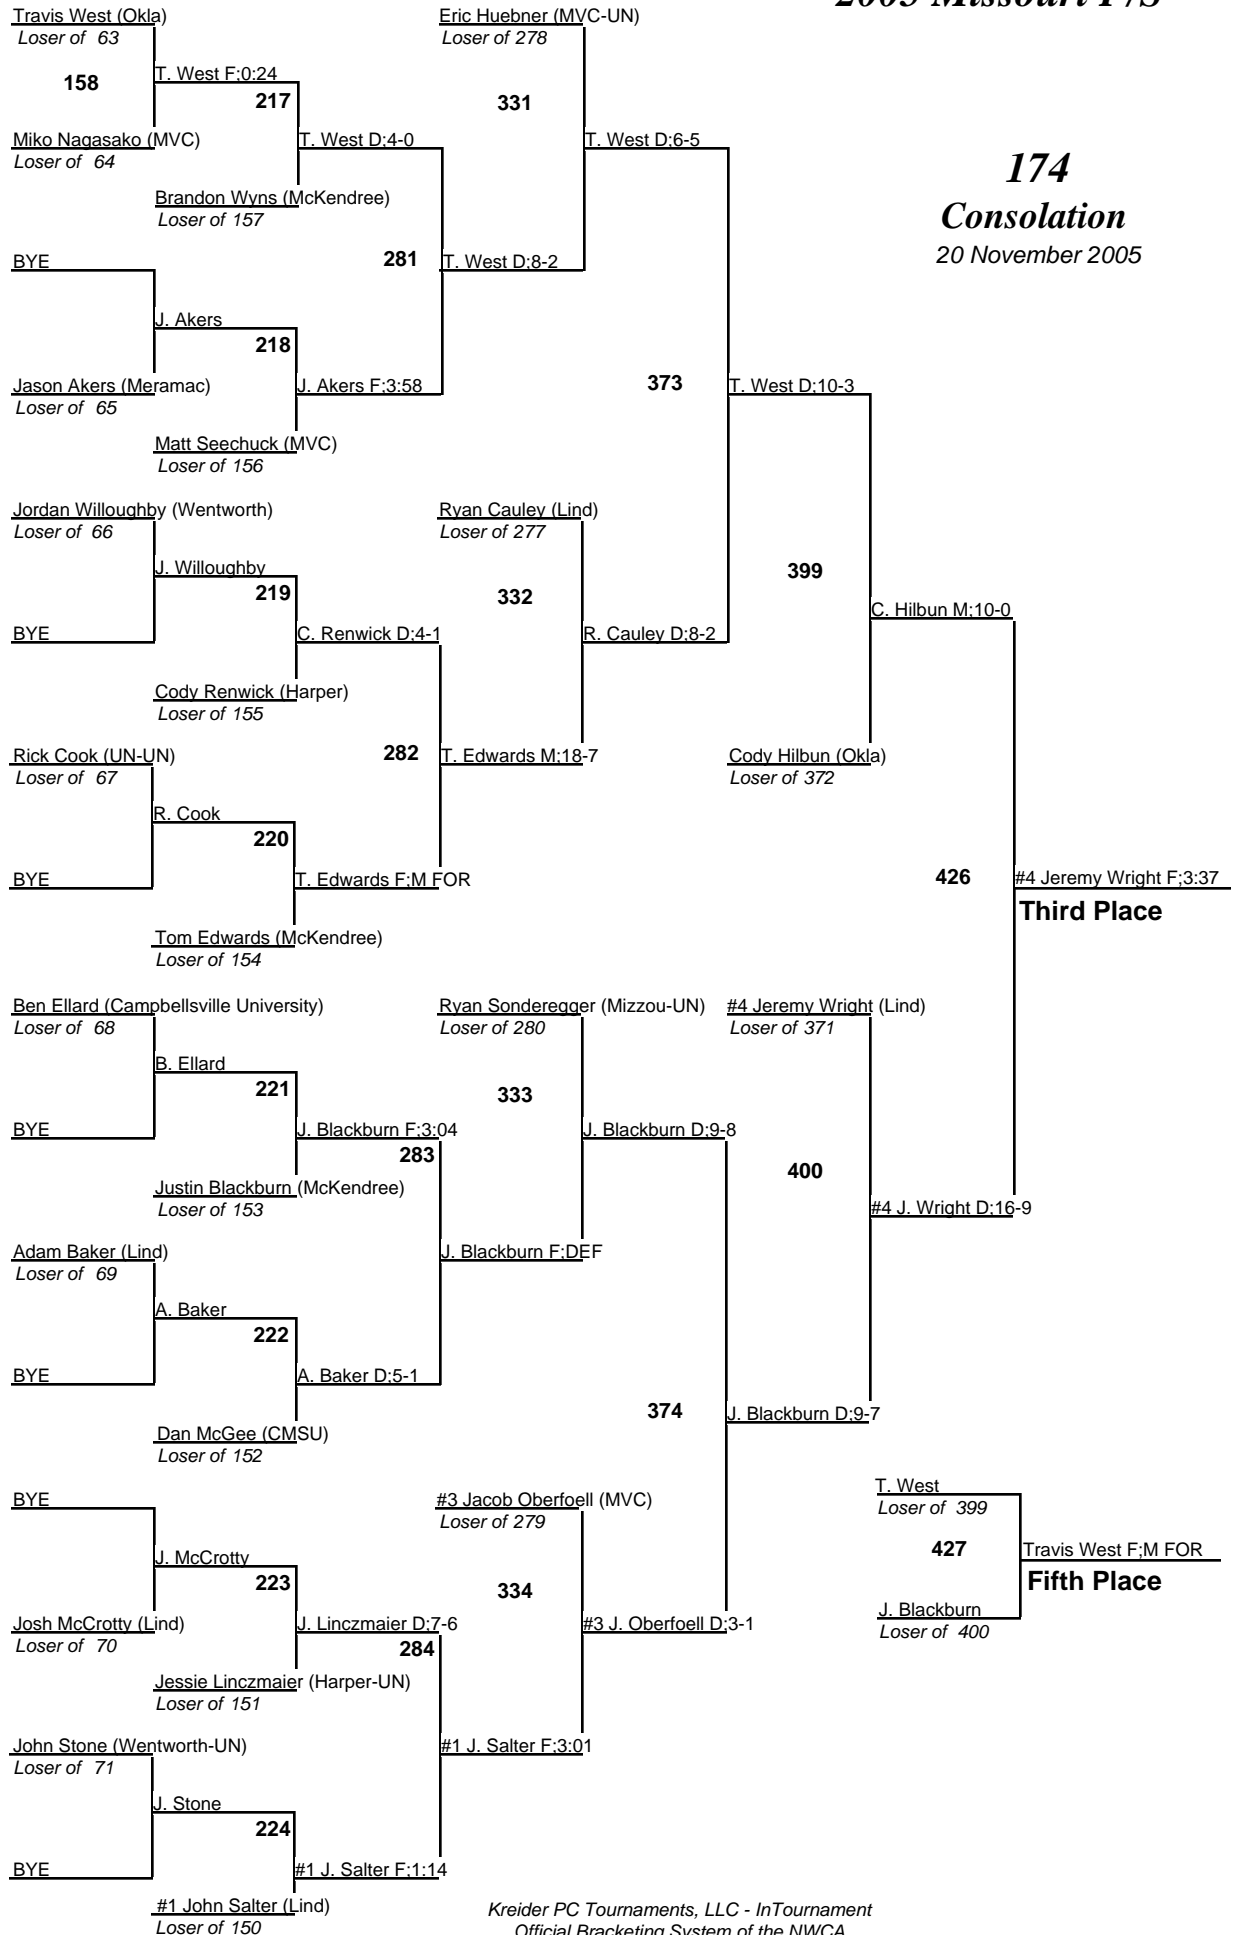 2005 Missouri F/S
174
Consolation
20 November 2005
Travis West (Okla)
Loser of 63
158
T. West F;0:24
217
Miko Nagasako (MVC)
Loser of 64
T. West D;4-0
Brandon Wyns (McKendree)
Loser of 157
BYE
281
T. West D;8-2
J. Akers
218
Jason Akers (Meramac)
Loser of 65
J. Akers F;3:58
Matt Seechuck (MVC)
Loser of 156
Eric Huebner (MVC-UN)
Loser of 278
331
T. West D;6-5
373
T. West D;10-3
Jordan Willoughby (Wentworth)
Loser of 66
J. Willoughby
219
BYE
C. Renwick D;4-1
Cody Renwick (Harper)
Loser of 155
Rick Cook (UN-UN)
Loser of 67
282
T. Edwards M;18-7
R. Cook
220
BYE
T. Edwards F;M FOR
Tom Edwards (McKendree)
Loser of 154
Ryan Cauley (Lind)
Loser of 277
332
R. Cauley D;8-2
399
C. Hilbun M;10-0
Cody Hilbun (Okla)
Loser of 372
426
#4 Jeremy Wright F;3:37
Third Place
Ben Ellard (Campbellsville University)
Loser of 68
B. Ellard
221
BYE
J. Blackburn F;3:04
283
Justin Blackburn (McKendree)
Loser of 153
Adam Baker (Lind)
Loser of 69
J. Blackburn F;DEF
A. Baker
222
BYE
A. Baker D;5-1
Dan McGee (CMSU)
Loser of 152
Ryan Sonderegger (Mizzou-UN)
Loser of 280
333
J. Blackburn D;9-8
#4 Jeremy Wright (Lind)
Loser of 371
400
#4 J. Wright D;16-9
374
J. Blackburn D;9-7
BYE
J. McCrotty
223
Josh McCrotty (Lind)
Loser of 70
J. Linczmaier D;7-6
284
Jessie Linczmaier (Harper-UN)
Loser of 151
John Stone (Wentworth-UN)
Loser of 71
#1 J. Salter F;3:01
J. Stone
224
BYE
#1 J. Salter F;1:14
#1 John Salter (Lind)
Loser of 150
#3 Jacob Oberfoell (MVC)
Loser of 279
334
#3 J. Oberfoell D;3-1
T. West
Loser of 399
427
Travis West F;M FOR
Fifth Place
J. Blackburn
Loser of 400
Kreider PC Tournaments, LLC - InTournament
Official Bracketing System of the NWCA